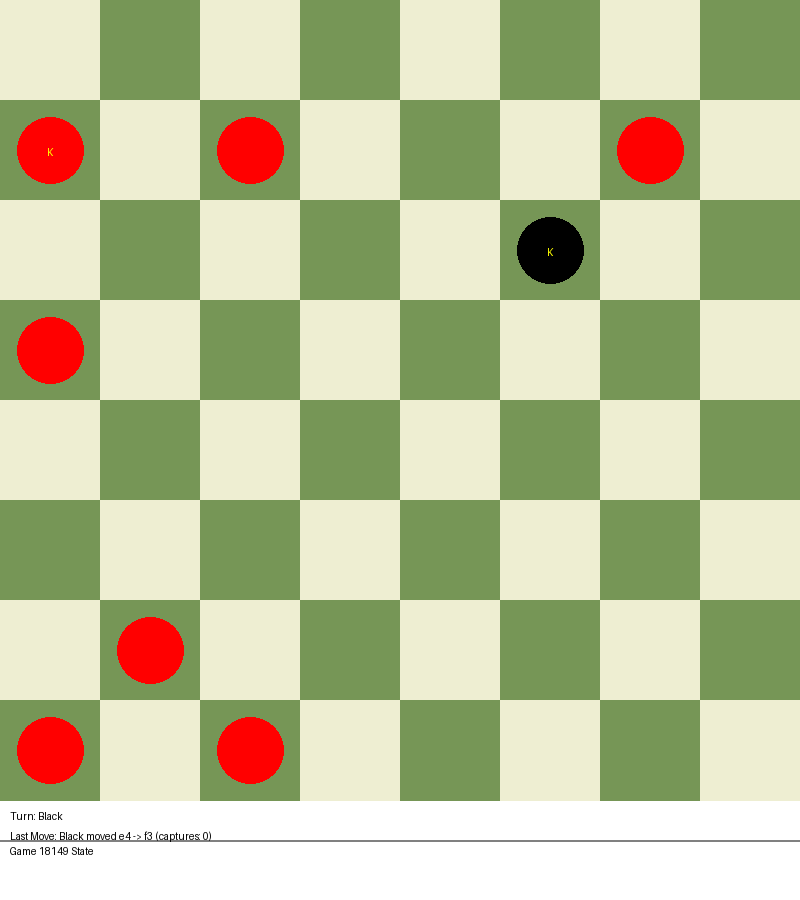 K
K
Turn: Black
Last Move: Black moved e4 -> f3 (captures: 0)
Game 18149 State